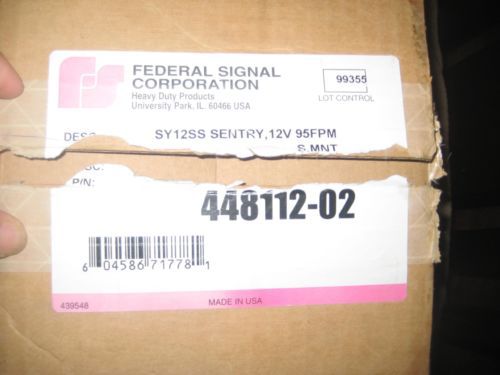 FEDERAL SIGNAL
CORPORATION
Heavy Duty Products
University Park, IL. 60466 USA
99355
LOT CONTROL
SY12SS SENTRY,12V 95FPM
S.MNT
P/N:
448112-02
6 04586 71778 1
439548
MADE IN USA